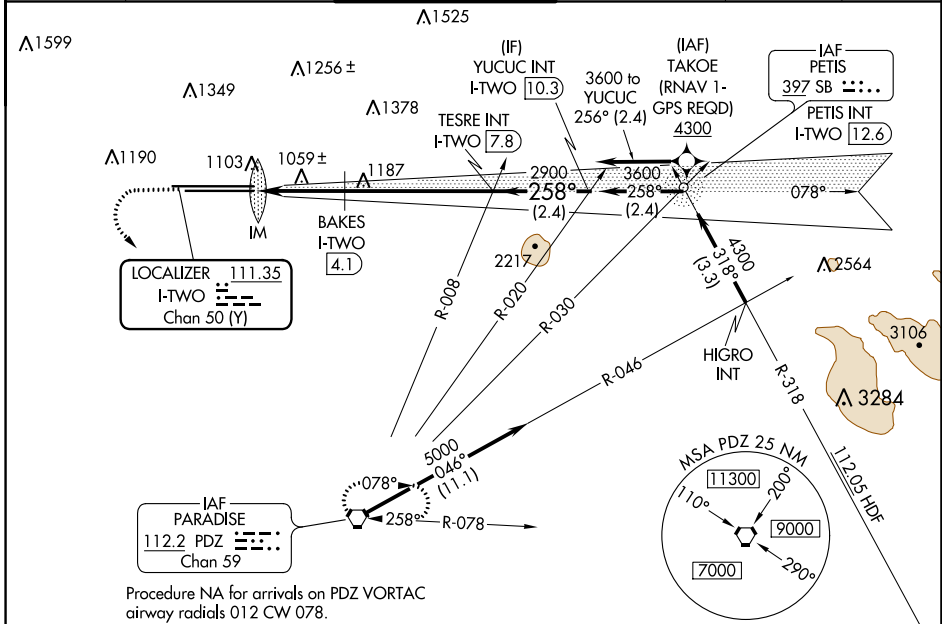 1525
1599
1256 ±
1349
1378
(IF)
YUCUC INT
I-TWO 10.3
3600 to
YUCUC
256° (2.4)
(IAF)
TAKOE
(RNAV 1-
GPS REQD)
4300
IAF
PETIS
397 SB
PETIS INT
I-TWO 12.6
TESRE INT
I-TWO 7.8
1190
1103
1059 ±
1187
2900
258°
(2.4)
3600
258°
(2.4)
078°
IM
BAKES
I-TWO
4.1
LOCALIZER 111.35
I-TWO
Chan 50 (Y)
2217
4300
318°
(3.3)
2564
R-008
R-020
R-030
HIGRO
INT
3106
3284
R-046
R-318
112.05 HDF
5000
046°
(11.1)
078°
258°
R-078
IAF
PARADISE
112.2 PDZ
Chan 59
MSA PDZ 25 NM
11300
110°
200°
9000
7000
290°
Procedure NA for arrivals on PDZ VORTAC
airway radials 012 CW 078.